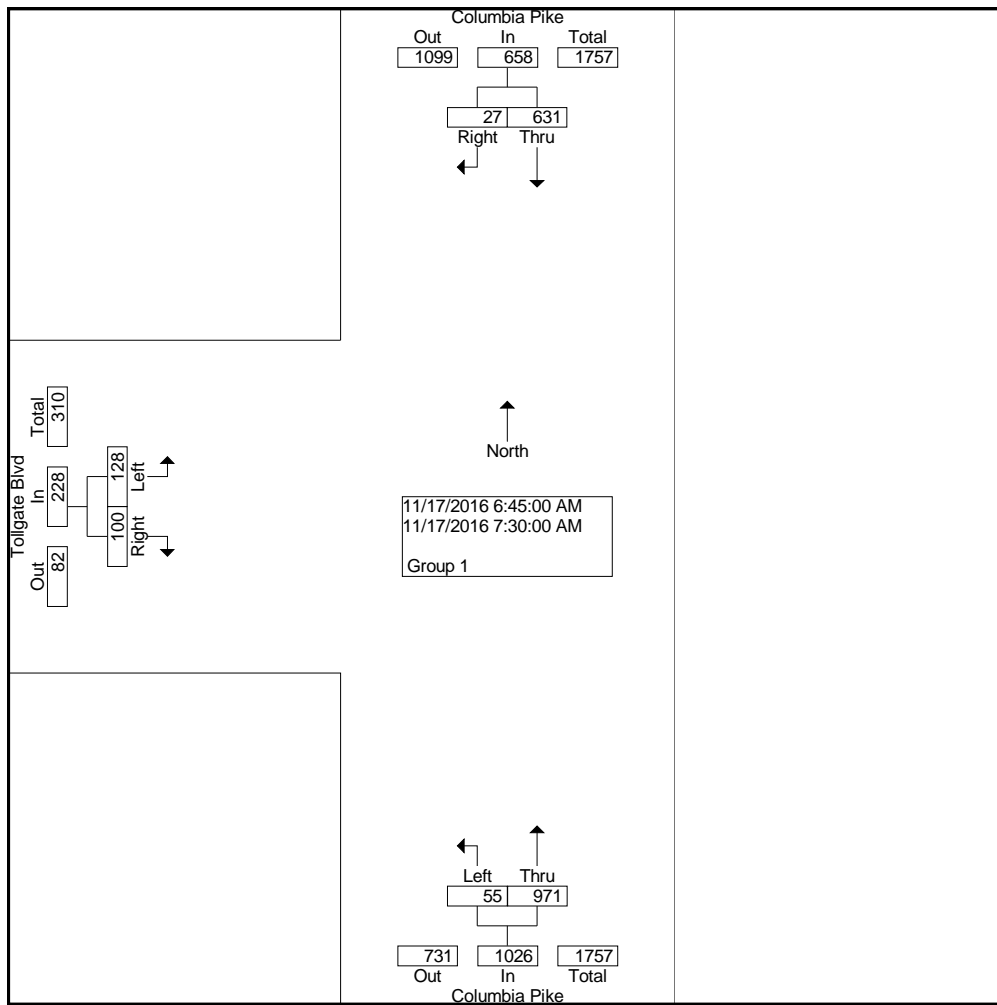 Columbia Pike
Out In Total
1099 658 1757
27 631
Right Thru
Tollgate Blvd
Out In Total
82 228 310
100 128
Right Left
North
11/17/2016 6:45:00 AM
11/17/2016 7:30:00 AM
Group 1
Left Thru
55 971
731 1026 1757
Out In Total
Columbia Pike